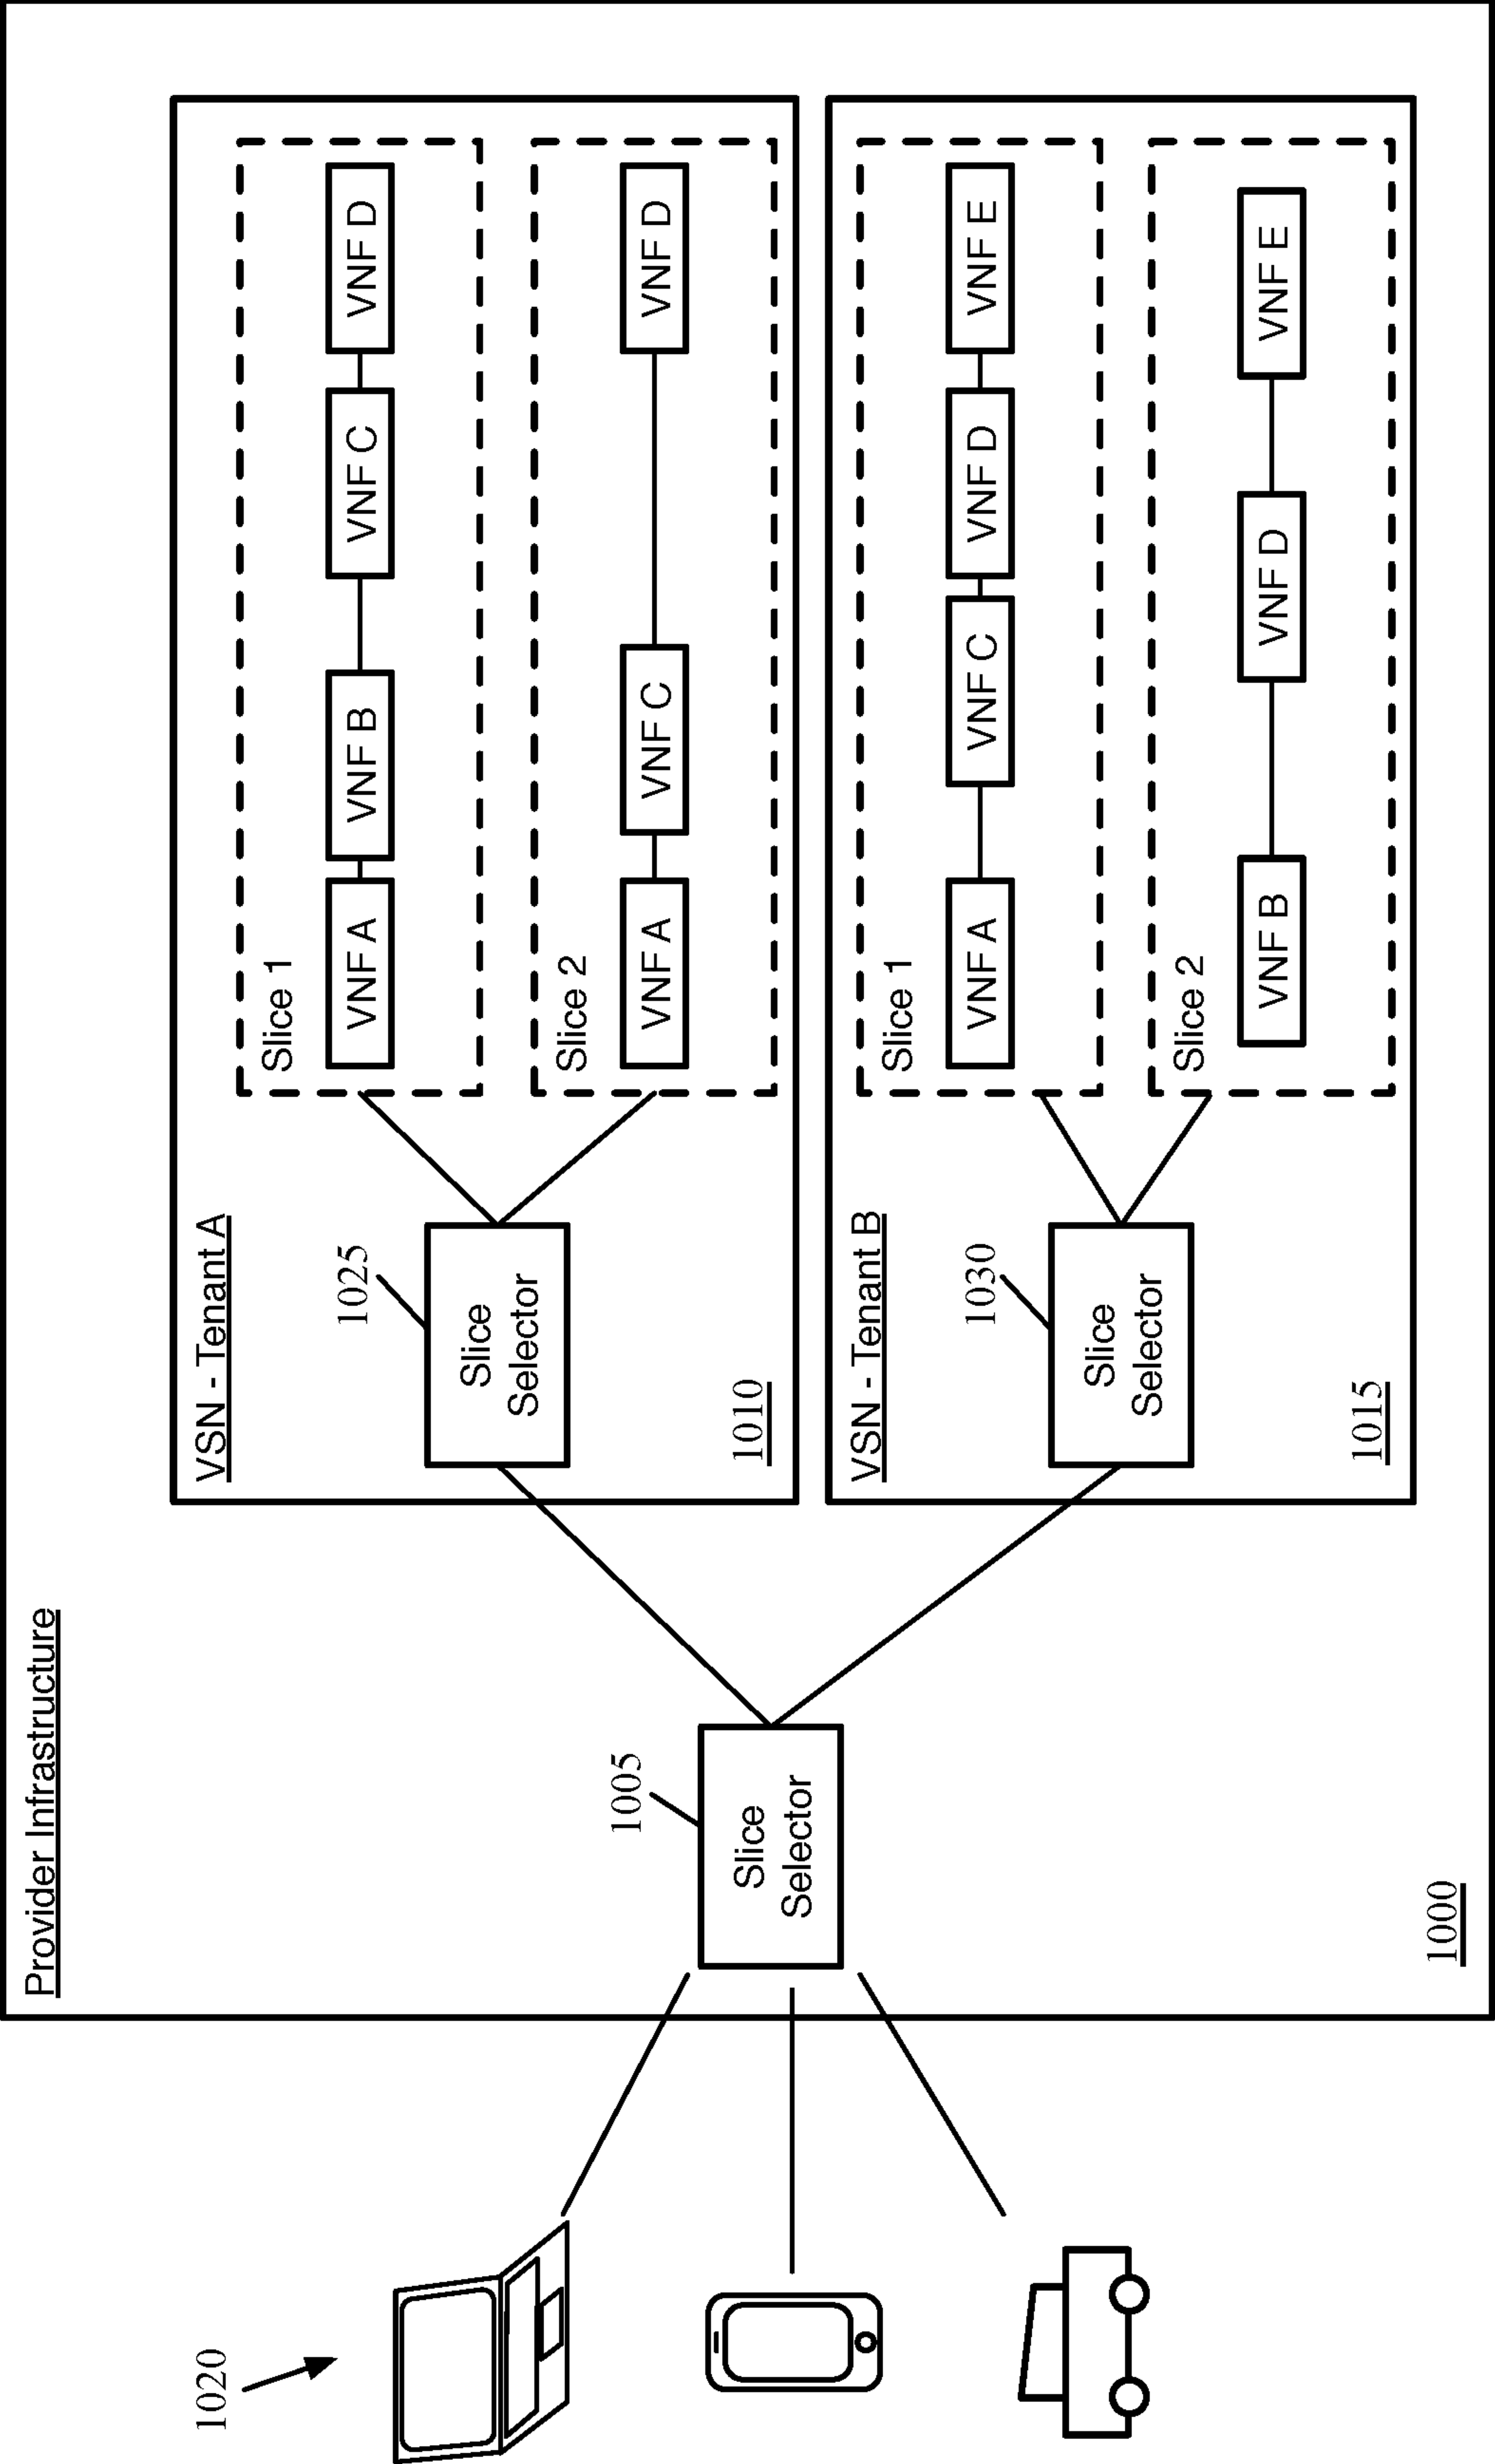 Provider Infrastructure
VSN - Tenant A
Slice 1
VNF A
VNF B
VNF C
VNF D
1025
Slice
Selector
Slice 2
VNF A
VNF C
VNF D
1010
1020
1005
Slice
Selector
VSN - Tenant B
Slice 1
VNF A
VNF C
VNF D
VNF E
1030
Slice
Selector
Slice 2
VNF B
VNF D
VNF E
1015
1000